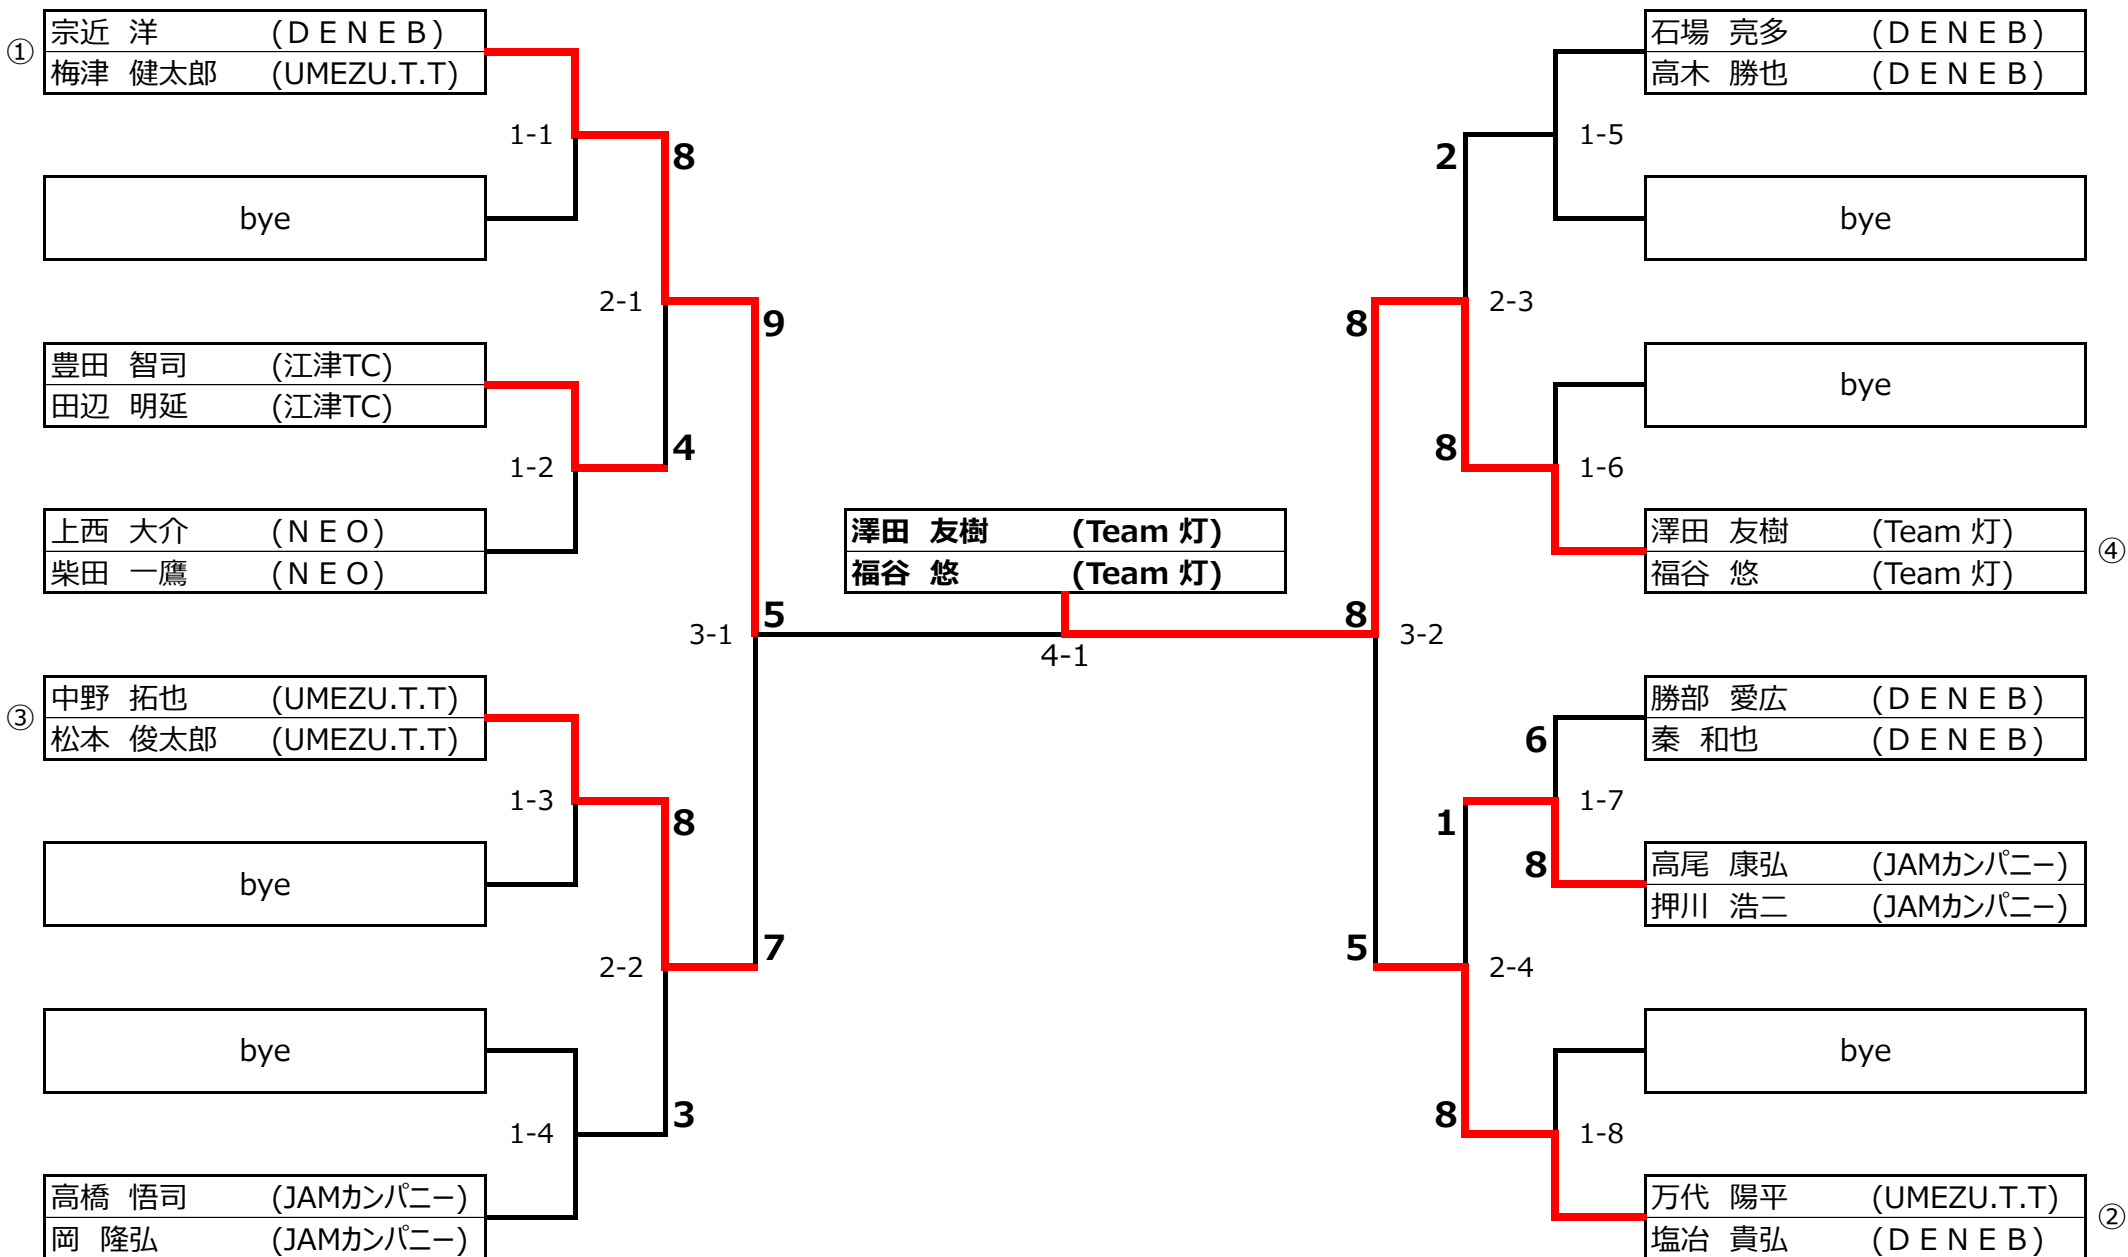 ①
宗近 洋 (ＤＥＮＥＢ)
梅津 健太郎 (UMEZU.T.T)
1-1
8
bye
2-1
9
豊田 智司 (江津TC)
田辺 明延 (江津TC)
1-2
4
上西 大介 (ＮＥＯ)
柴田 一鷹 (ＮＥＯ)
3-1
5
③
中野 拓也 (UMEZU.T.T)
松本 俊太郎 (UMEZU.T.T)
1-3
8
bye
2-2
7
bye
1-4
3
高橋 悟司 (JAMカンパニー)
岡 隆弘 (JAMカンパニー)
澤田 友樹 (Team 灯)
福谷 悠 (Team 灯)
4-1
石場 亮多 (ＤＥＮＥＢ)
高木 勝也 (ＤＥＮＥＢ)
2
1-5
bye
8
2-3
bye
8
1-6
澤田 友樹 (Team 灯)
福谷 悠 (Team 灯)
④
8
3-2
勝部 愛広 (ＤＥＮＥＢ)
秦 和也 (ＤＥＮＥＢ)
6
1-7
1
8
高尾 康弘 (JAMカンパニー)
押川 浩二 (JAMカンパニー)
5
2-4
bye
8
1-8
万代 陽平 (UMEZU.T.T)
塩冶 貴弘 (ＤＥＮＥＢ)
②